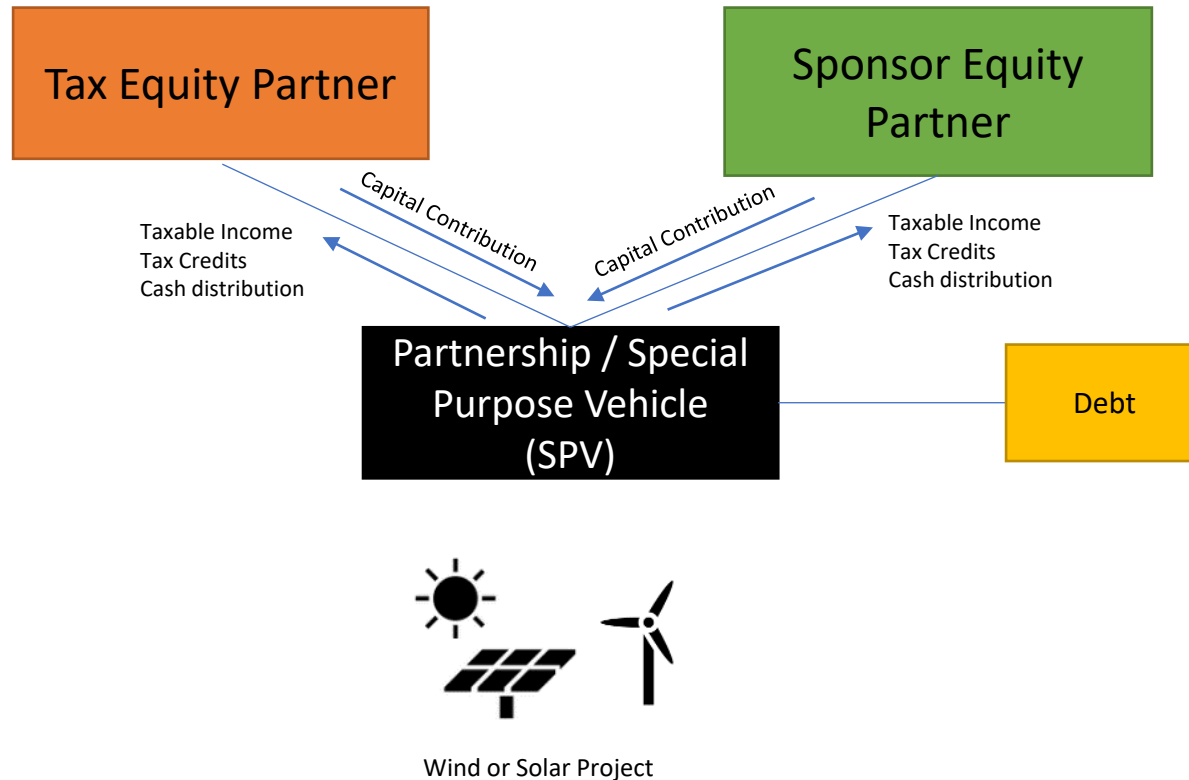 Tax Equity Partner
Sponsor Equity
Partner
Capital Contribution
Capital Contribution
Taxable Income
Tax Credits
Cash distribution
Taxable Income
Tax Credits
Cash distribution
Partnership / Special
Purpose Vehicle
(SPV)
Debt
Wind or Solar Project